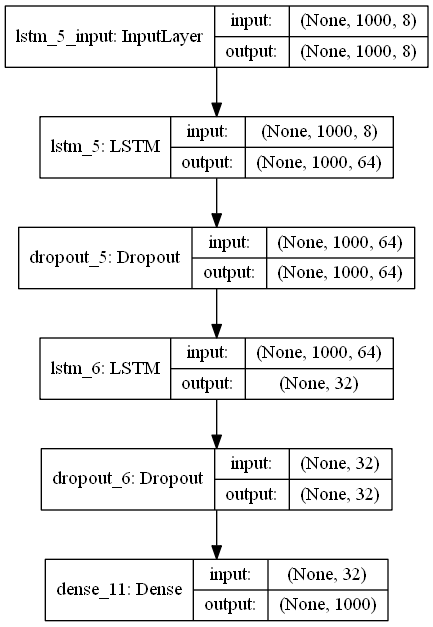 lstm_5_input: InputLayer
input: (None, 1000, 8)
output: (None, 1000, 8)
lstm_5: LSTM
input: (None, 1000, 8)
output: (None, 1000, 64)
dropout_5: Dropout
input: (None, 1000, 64)
output: (None, 1000, 64)
lstm_6: LSTM
input: (None, 1000, 64)
output: (None, 32)
dropout_6: Dropout
input: (None, 32)
output: (None, 32)
dense_11: Dense
input: (None, 32)
output: (None, 1000)